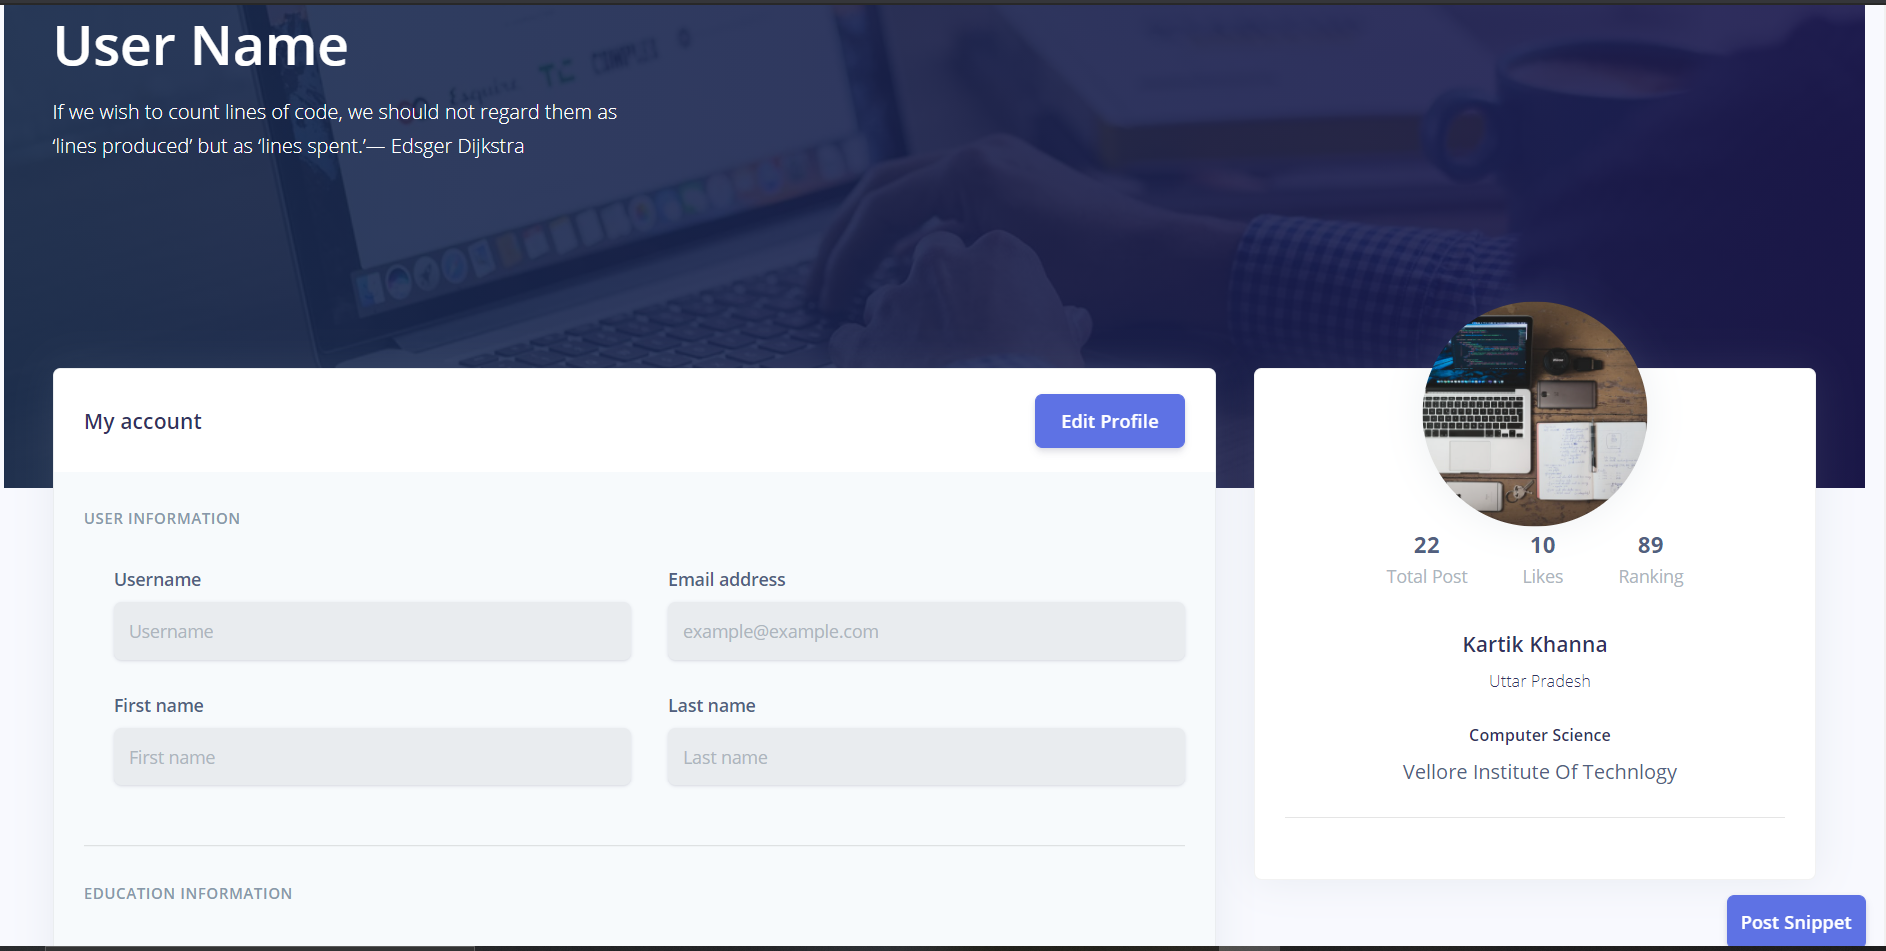 User Name
If we wish to count lines of code, we should not regard them as
‘lines produced’ but as ‘lines spent.’— Edsger Dijkstra
Esquire TC COMPLEX
My account
Edit Profile
USER INFORMATION
Username
Email address
Username
example@example.com
First name
Last name
First name
Last name
EDUCATION INFORMATION
22
10
89
Total Post
Likes
Ranking
Kartik Khanna
Uttar Pradesh
Computer Science
Vellore Institute Of Technlogy
Post Snippet